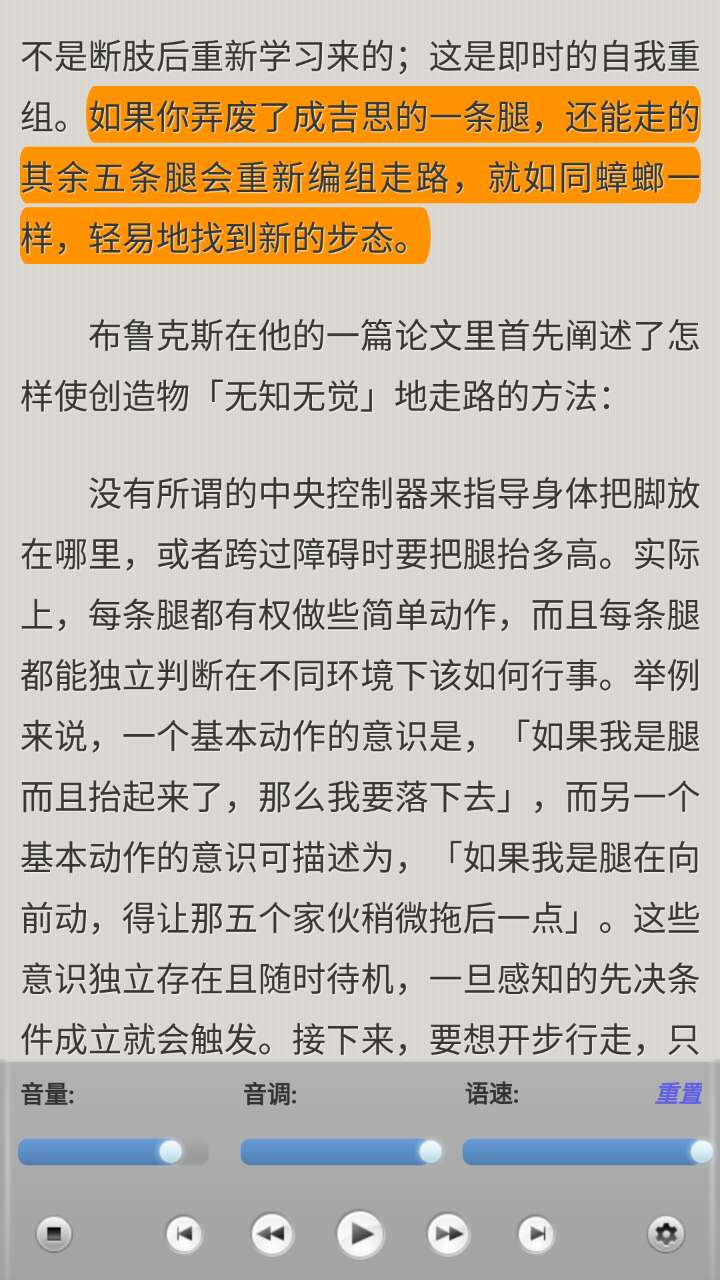 不是断肢后重新学习来的；这是即时的自我重
组。如果你弄废了成吉思的一条腿，还能走的
其余五条腿会重新编组走路，就如同蟑螂一
样，轻易地找到新的步态。
布鲁克斯在他的一篇论文里首先阐述了怎
样使创造物「无知无觉」地走路的方法：
没有所谓的中央控制器来指导身体把脚放
在哪里，或者跨过障碍时要把腿抬多高。实际
上，每条腿都有权做些简单动作，而且每条腿
都能独立判断在不同环境下该如何行事。举例
来说，一个基本动作的意识是，「如果我是腿
而且抬起来了，那么我要落下去」，而另一个
基本动作的意识可描述为，「如果我是腿在向
前动，得让那五个家伙稍微拖后一点」。这些
意识独立存在且随时待机，一旦感知的先决条
件成立就会触发。接下来，要想开步行走，只
音量: 音调: 语速: 重置